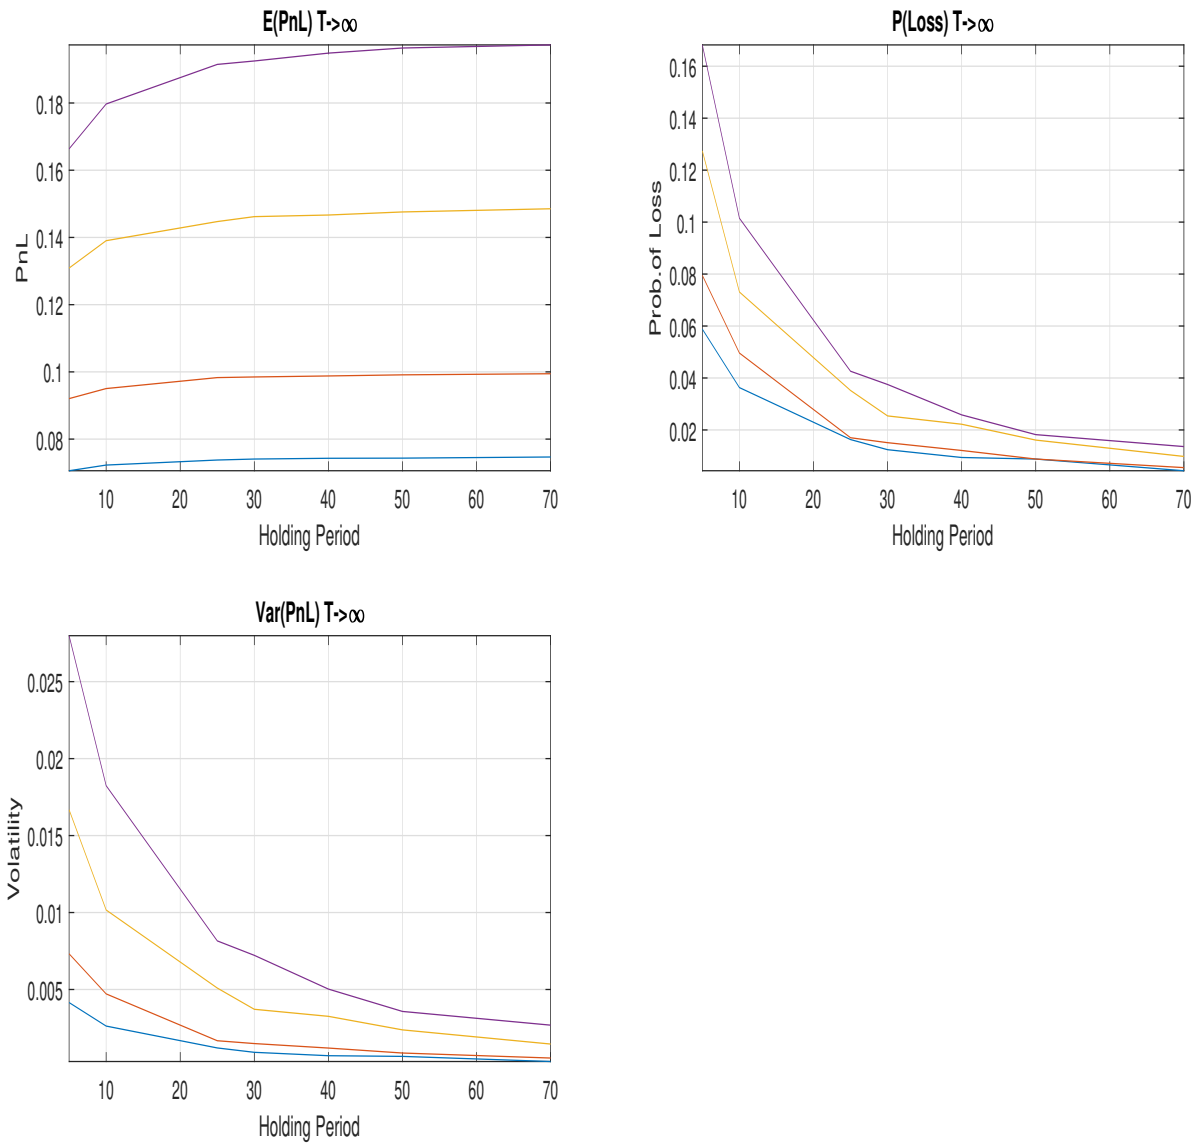 E(PnL) T->∞
PnL
0.18
0.16
0.14
0.12
0.1
0.08
10 20 30 40 50 60 70
Holding Period
P(Loss) T->∞
Prob.of Loss
0.16
0.14
0.12
0.1
0.08
0.06
0.04
0.02
10 20 30 40 50 60 70
Holding Period
Var(PnL) T->∞
Volatility
0.025
0.02
0.015
0.01
0.005
10 20 30 40 50 60 70
Holding Period